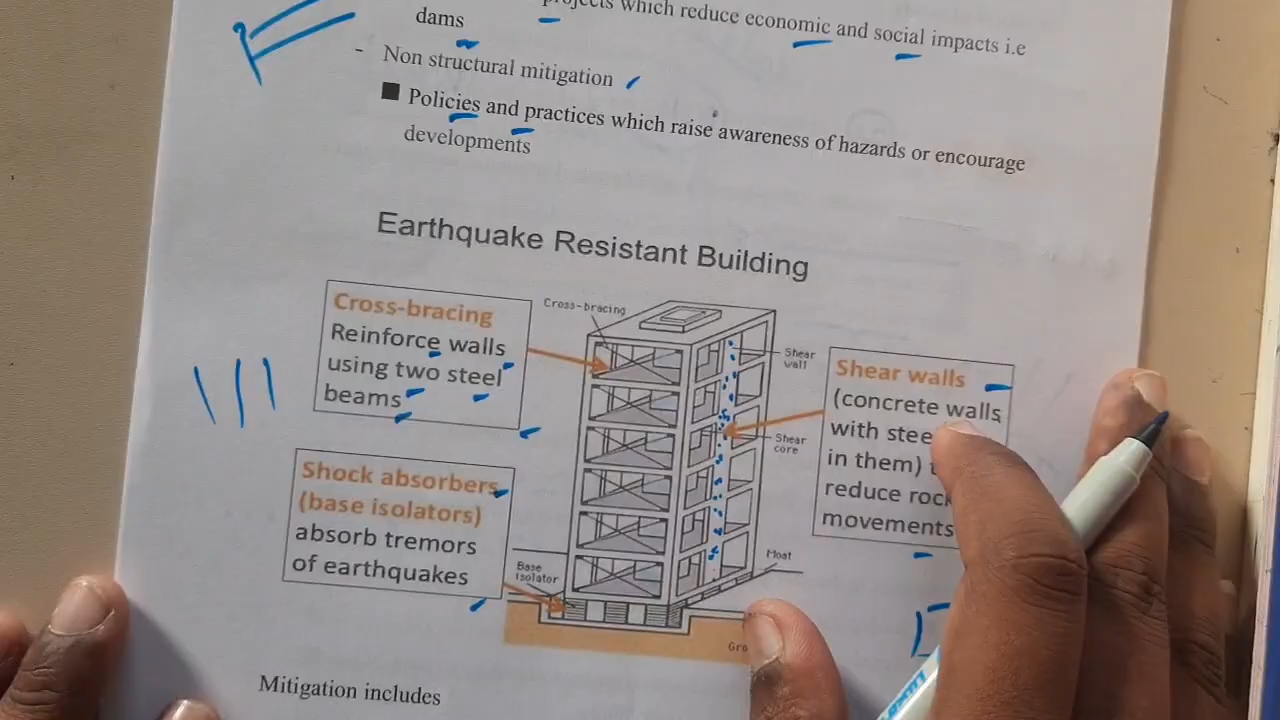 projects which reduce economic and social impacts i.e
dams
- Non structural mitigation
■ Policies and practices which raise awareness of hazards or encourage
developments
Earthquake Resistant Building
Cross-bracing
Reinforce walls
using two steel
beams
Cross-bracing
Shear
wall
Shear walls
(concrete walls
with
in them)
reduce
movements
Shear
core
Shock absorbers
(base isolators)
absorb tremors
of earthquakes
Base
isolator
Moat
Mitigation includes